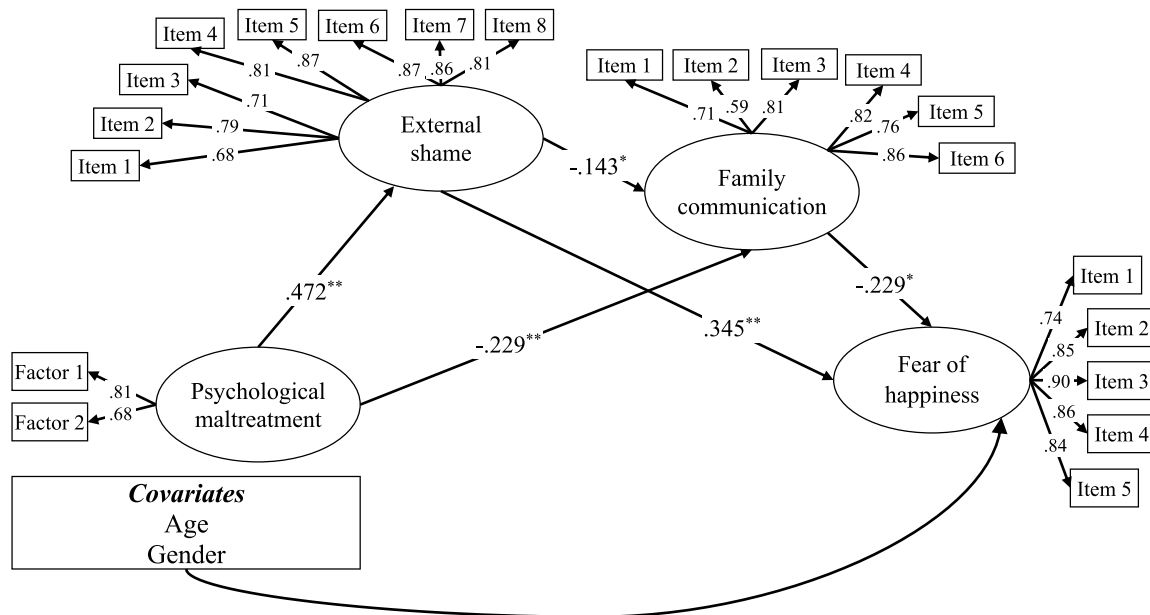 Item 4
Item 5
Item 6
Item 7
Item 8
Item 3
Item 2
Item 1
.68
.79
.71
.81
.87
.87
.86
.81
External
shame
Item 1
Item 2
Item 3
Item 4
Item 5
Item 6
.71
.59
.81
.82
.76
.86
Family
communication
-.143*
.472**
-.229**
.345**
-.229*
Factor 1
Factor 2
.81
.68
Psychological
maltreatment
Fear of
happiness
Item 1
Item 2
Item 3
Item 4
Item 5
.74
.85
.90
.86
.84
Covariates
Age
Gender